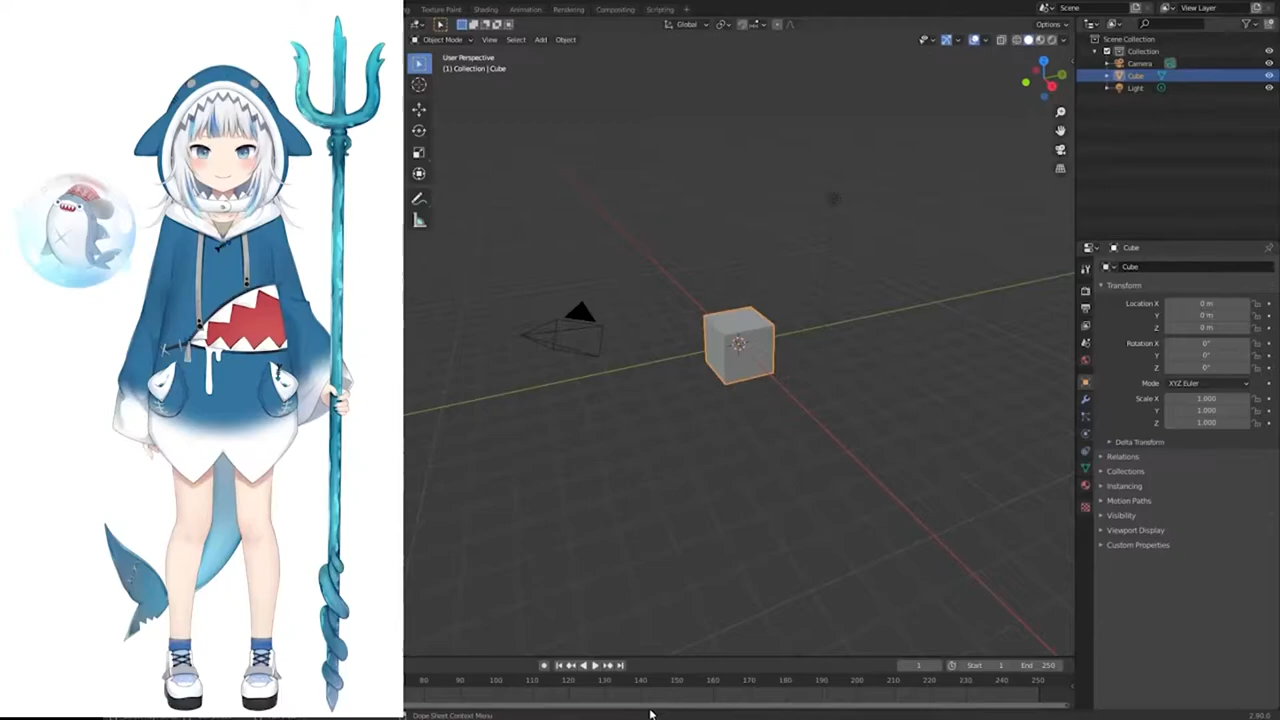 Texture Paint Shading Animation Rendering Compositing Scripting +
Scene View Layer
Global Options
Object Mode View Select Add Object
User Perspective
(1) Collection | Cube
Scene Collection
Collection
Camera
Cube
Light
Cube
Cube
Transform
Location X 0 m
Y 0 m
Z 0 m
Rotation X 0°
Y 0°
Z 0°
Mode XYZ Euler
Scale X 1.000
Y 1.000
Z 1.000
Delta Transform
Relations
Collections
Instancing
Motion Paths
Visibility
Viewport Display
Custom Properties
1 Start 1 End 250
80 90 100 110 120 130 140 150 160 170 180 190 200 210 220 230 240 250
Dope Sheet Context Menu 2.90.0